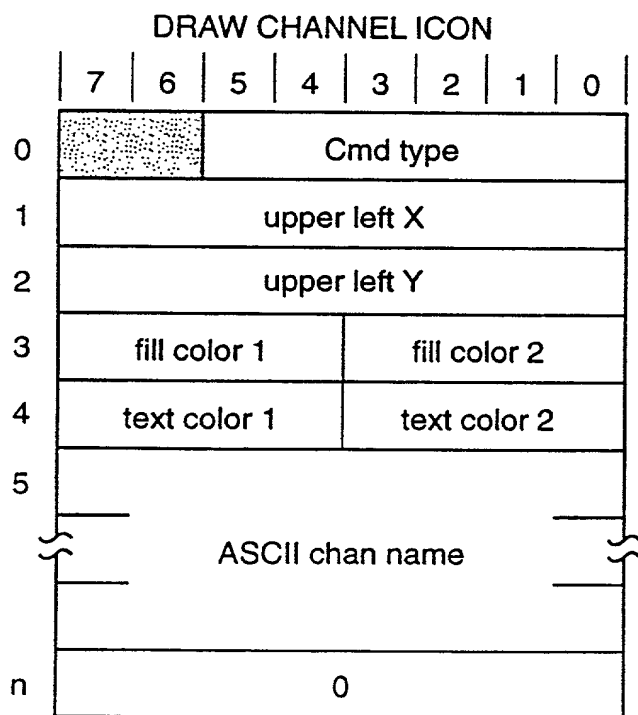 DRAW CHANNEL ICON
7 6 5 4 3 2 1 0
0 Cmd type
1 upper left X
2 upper left Y
3 fill color 1 fill color 2
4 text color 1 text color 2
5
ASCII chan name
n 0